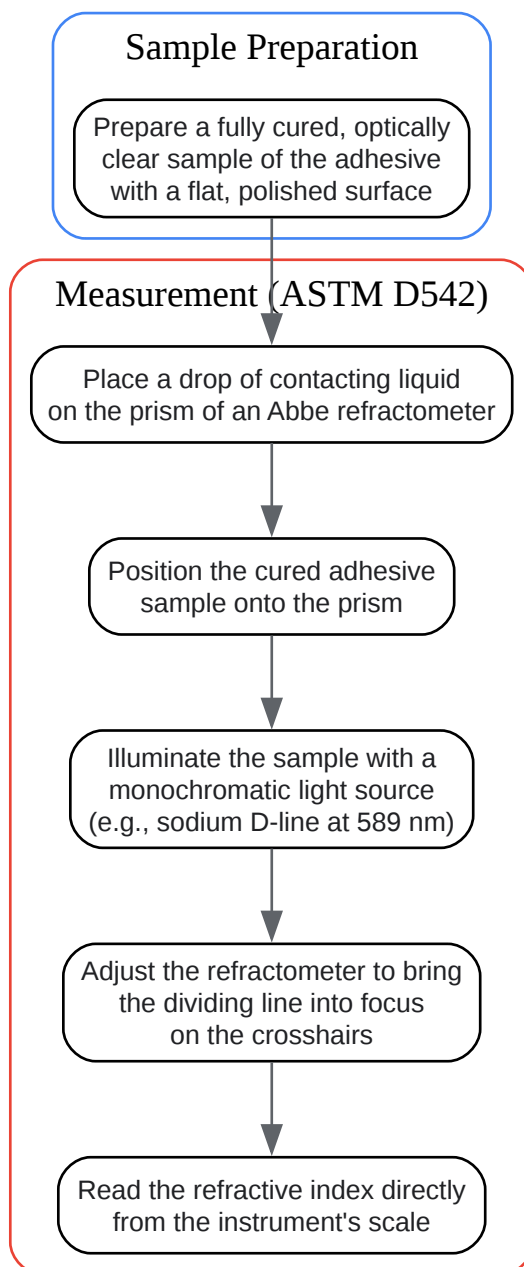 Sample Preparation
Prepare a fully cured, optically
clear sample of the adhesive
with a flat, polished surface
Measurement (ASTM D542)
Place a drop of contacting liquid
on the prism of an Abbe refractometer
Position the cured adhesive
sample onto the prism
Illuminate the sample with a
monochromatic light source
(e.g., sodium D-line at 589 nm)
Adjust the refractometer to bring
the dividing line into focus
on the crosshairs
Read the refractive index directly
from the instrument's scale